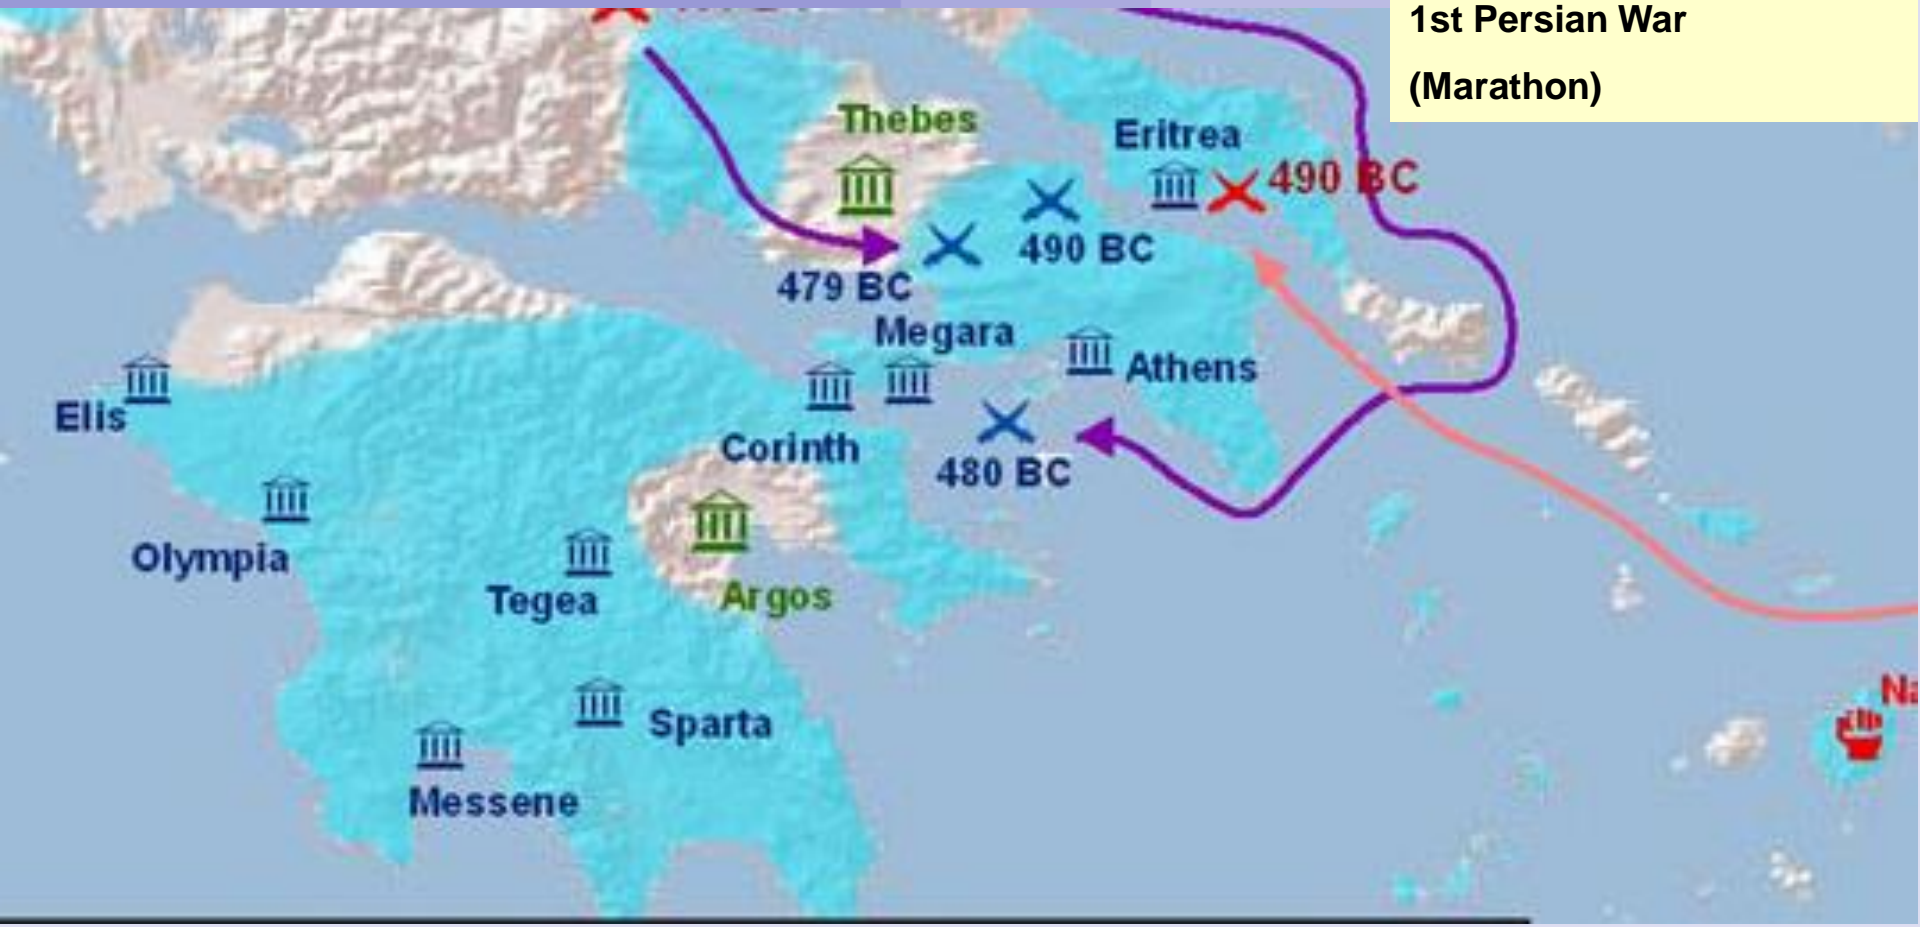 1st Persian War
(Marathon)
Thebes
Eritrea
490 BC
490 BC
479 BC
Megara
Athens
Elis
Corinth
480 BC
Olympia
Tegea
Argos
Sparta
Messene